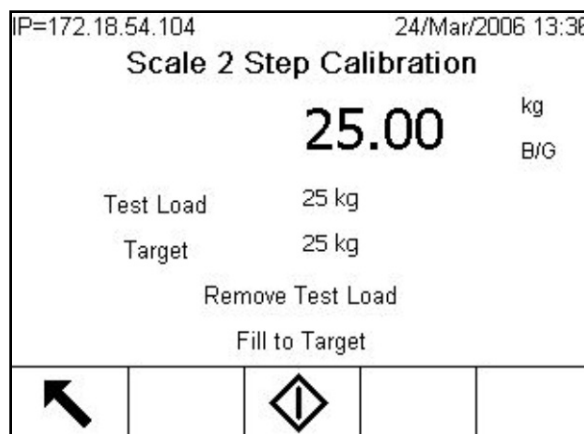 IP=172.18.54.104 24/Mar/2006 13:36
Scale 2 Step Calibration
25.00 kg
B/G
Test Load 25 kg
Target 25 kg
Remove Test Load
Fill to Target